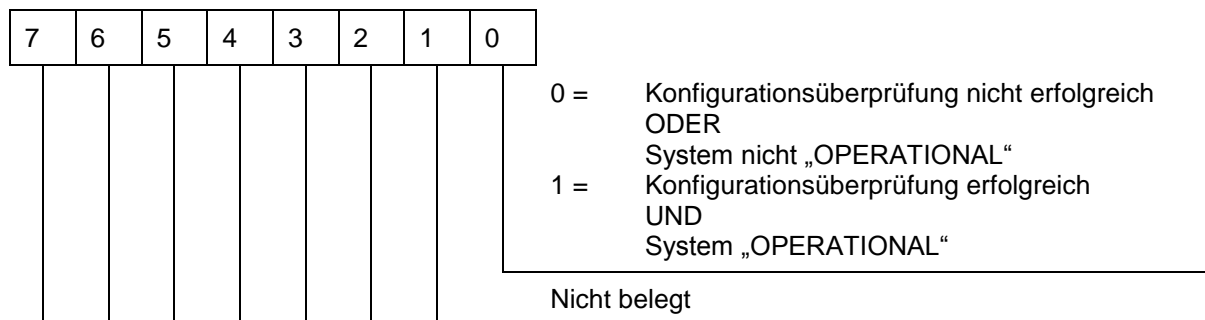 7 6 5 4 3 2 1 0
0 = Konfigurationsüberprüfung nicht erfolgreich
ODER
System nicht „OPERATIONAL“
1 = Konfigurationsüberprüfung erfolgreich
UND
System „OPERATIONAL“
Nicht belegt